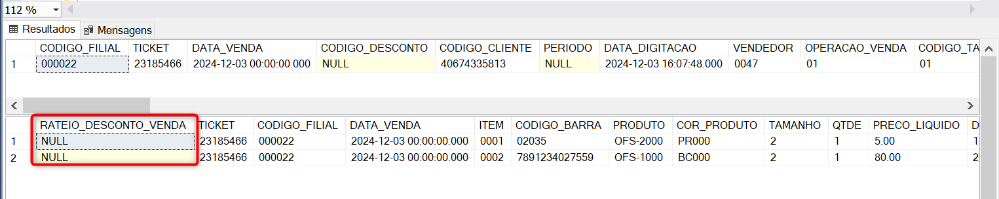 112 %
Resultados Mensagens
CODIGO_FILIAL TICKET DATA_VENDA CODIGO_DESCONTO CODIGO_CLIENTE PERIODO DATA_DIGITACAO VENDEDOR OPERACAO_VENDA CODIGO_TA
1 000022 23185466 2024-12-03 00:00:00.000 NULL 40674335813 NULL 2024-12-03 16:07:48.000 0047 01 01
RATEIO_DESCONTO_VENDA TICKET CODIGO_FILIAL DATA_VENDA ITEM CODIGO_BARRA PRODUTO COR_PRODUTO TAMANHO QTDE PRECO_LIQUIDO D
1 NULL 23185466 000022 2024-12-03 00:00:00.000 0001 02035 OFS-2000 PR000 2 1 5.00 1
2 NULL 23185466 000022 2024-12-03 00:00:00.000 0002 7891234027559 OFS-1000 BC000 2 1 80.00